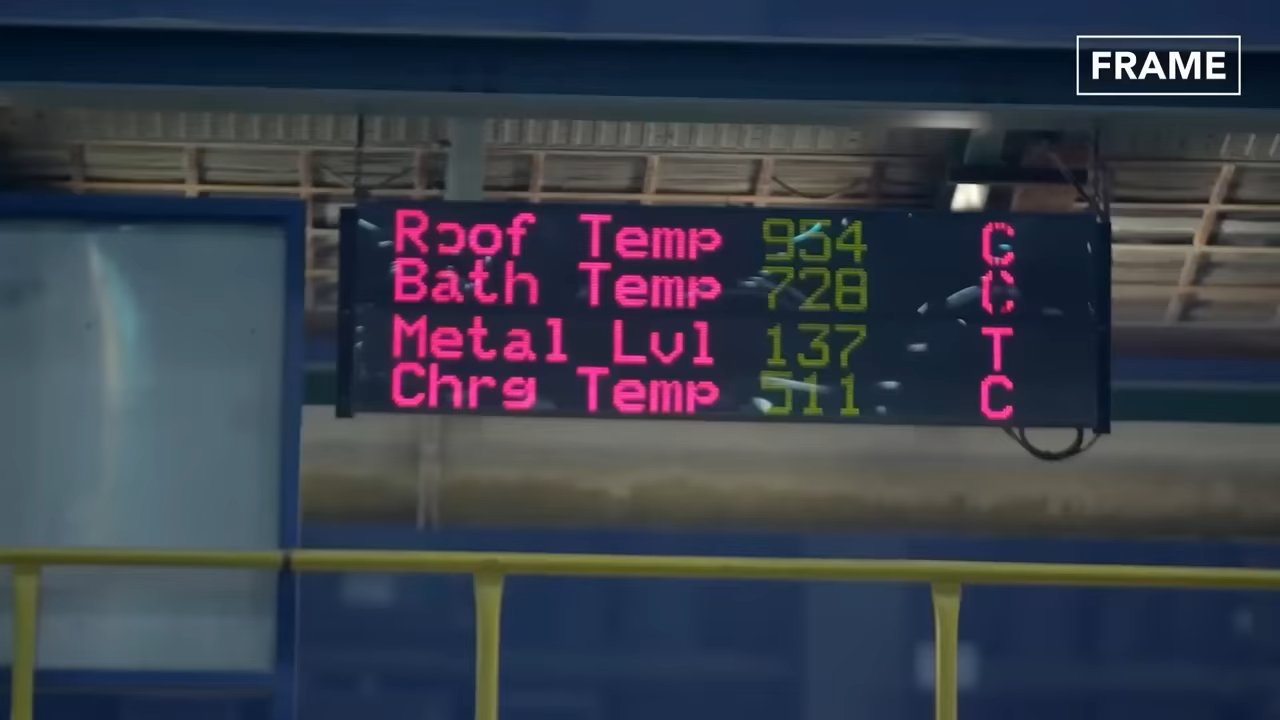 FRAME
Roof Temp 954 C
Bath Temp 728 C
Metal Lvl 137 T
Chrg Temp 511 C